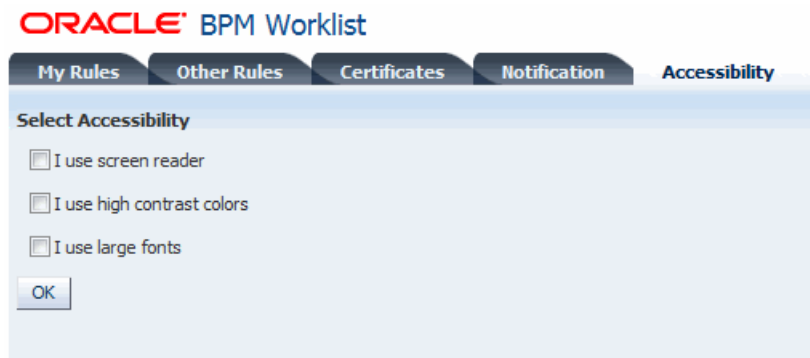 ORACLE BPM Worklist
My Rules Other Rules Certificates Notification Accessibility
Select Accessibility
I use screen reader
I use high contrast colors
I use large fonts
OK